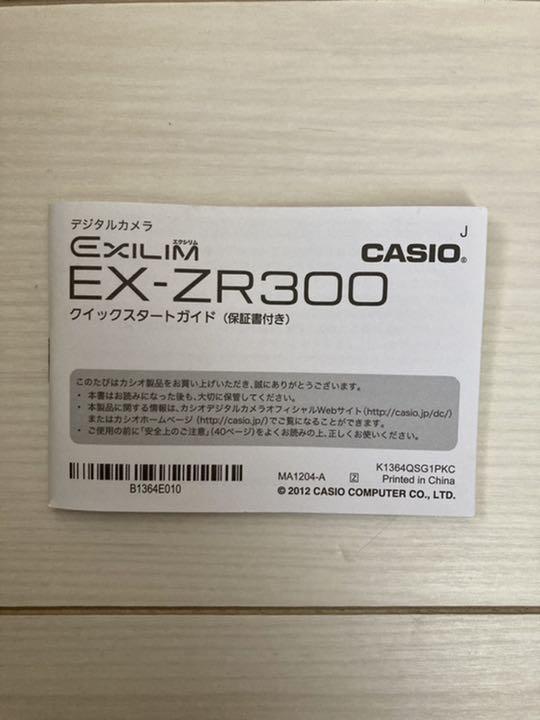 J
デジタルカメラ
エクシリム
EXILIM
CASIO®
EX-ZR300
クイックスタートガイド（保証書付き）
このたびはカシオ製品をお買い上げいただき、誠にありがとうございます。
• 本書はお読みになった後も、大切に保管してください。
• 本製品に関する情報は、カシオデジタルカメラオフィシャルWebサイト（http://casio.jp/dc/）
またはカシオホームページ（http://casio.jp/）でご覧になることができます。
• ご使用の前に「安全上のご注意」（40ページ）をよくお読みの上、正しくお使いください。
B1364E010
MA1204-A
2
K1364QSG1PKC
Printed in China
© 2012 CASIO COMPUTER CO., LTD.